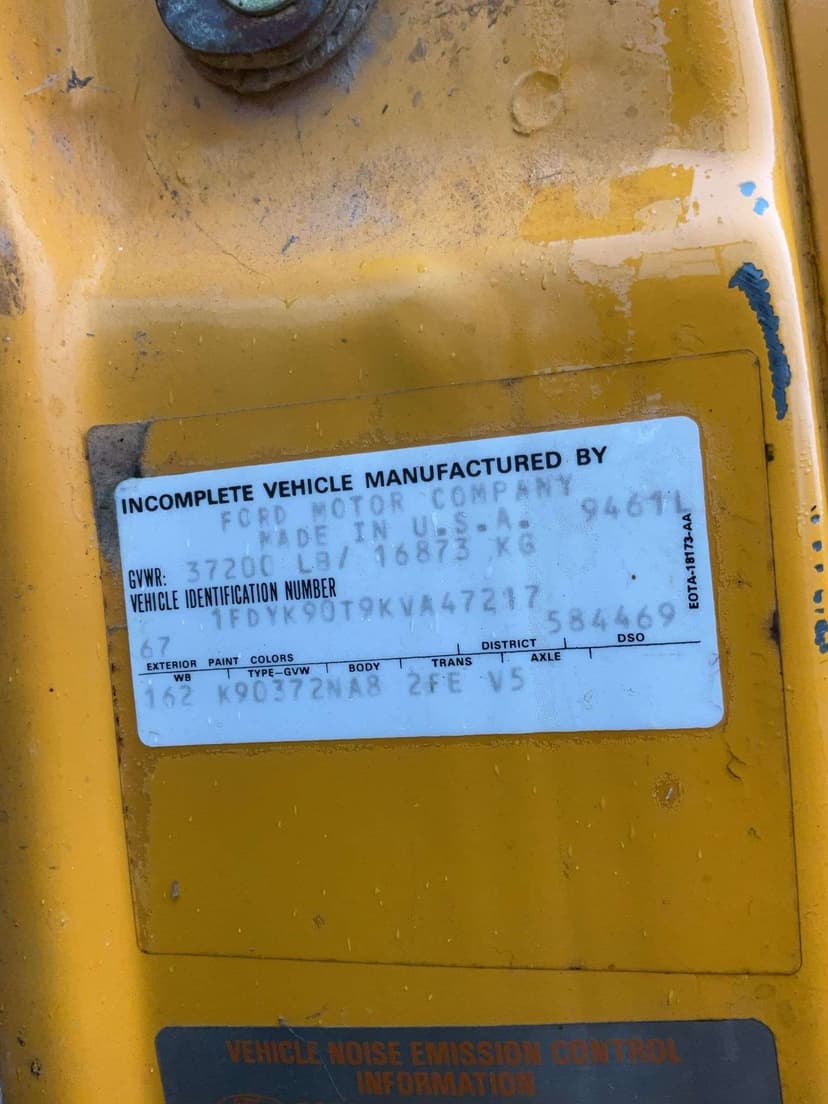 INCOMPLETE VEHICLE MANUFACTURED BY
FORD MOTOR COMPANY
MADE IN U.S.A. 9461L
GVWR: 37200 LB/ 16873 KG
VEHICLE IDENTIFICATION NUMBER
1FDYK90T9KVA47217
67 584469
EXTERIOR PAINT COLORS DISTRICT DSO
WB TYPE-GVW BODY TRANS AXLE
162 K90372NA8 2FE V5
EOTA-18173-AA
VEHICLE NOISE EMISSION CONTROL
INFORMATION